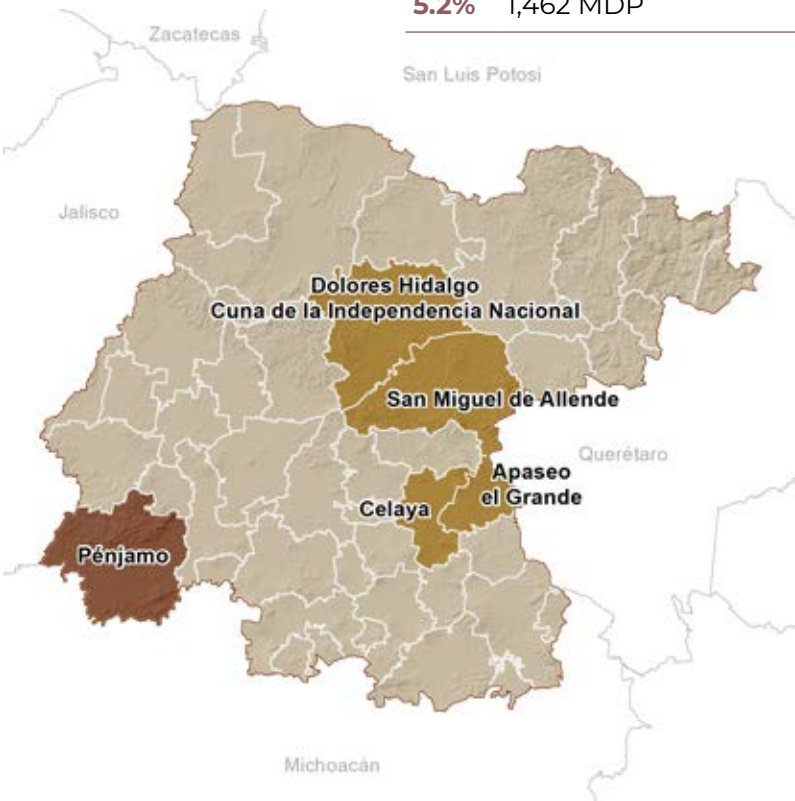 5.2% 1,462 MDP
Zacatecas
San Luis Potosi
Jalisco
Dolores Hidalgo
Cuna de la Independencia Nacional
San Miguel de Allende
Querétaro
Apaseo
el Grande
Celaya
Pénjamo
Michoacán